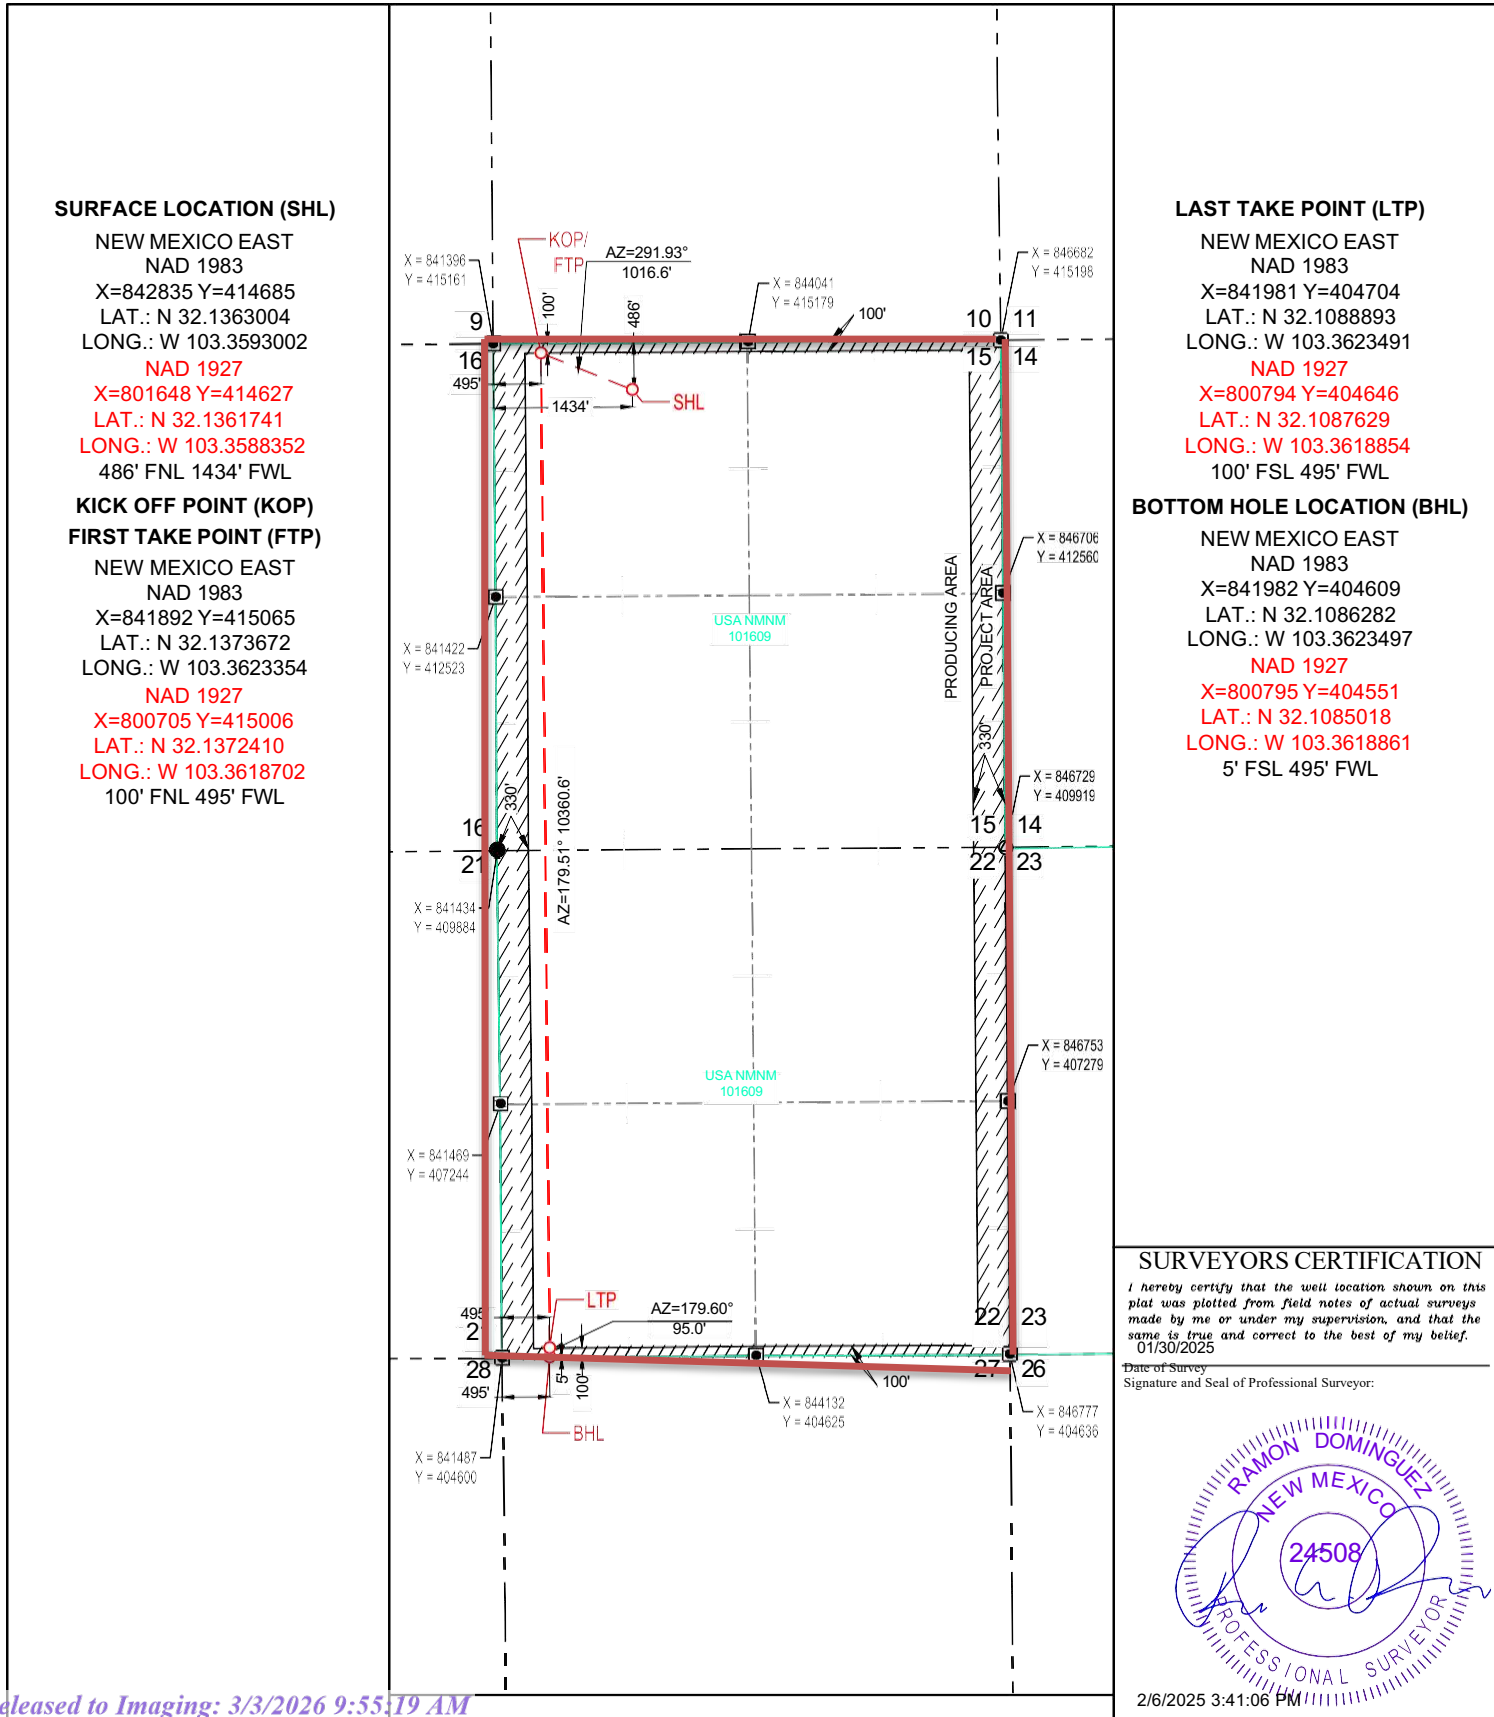 SURFACE LOCATION (SHL)
NEW MEXICO EAST
NAD 1983
X=842835 Y=414685
LAT.: N 32.1363004
LONG.: W 103.3593002
NAD 1927
X=801648 Y=414627
LAT.: N 32.1361741
LONG.: W 103.3588352
486' FNL 1434' FWL
KICK OFF POINT (KOP)
FIRST TAKE POINT (FTP)
NEW MEXICO EAST
NAD 1983
X=841892 Y=415065
LAT.: N 32.1373672
LONG.: W 103.3623354
NAD 1927
X=800705 Y=415006
LAT.: N 32.1372410
LONG.: W 103.3618702
100' FNL 495' FWL
KOP/
FTP
AZ=291.93°
1016.6'
X = 841396
Y = 415161
X = 844041
Y = 415179
X = 846682
Y = 415198
100'
486'
100'
9
10 11
16
15 14
495'
1434'
SHL
X = 846706
Y = 412560
PRODUCING AREA
PROJECT AREA
USA NMNM
101609
X = 841422
Y = 412523
330'
330'
X = 846729
Y = 409919
AZ=179.51° 10360.6'
16
15 14
21
22 23
X = 841434
Y = 409884
X = 846753
Y = 407279
USA NMNM
101609
X = 841469
Y = 407244
LTP
AZ=179.60°
95.0'
495'
2
22 23
28
27 26
495'
5'
100'
100'
BHL
X = 844132
Y = 404625
X = 846777
Y = 404636
X = 841487
Y = 404600
LAST TAKE POINT (LTP)
NEW MEXICO EAST
NAD 1983
X=841981 Y=404704
LAT.: N 32.1088893
LONG.: W 103.3623491
NAD 1927
X=800794 Y=404646
LAT.: N 32.1087629
LONG.: W 103.3618854
100' FSL 495' FWL
BOTTOM HOLE LOCATION (BHL)
NEW MEXICO EAST
NAD 1983
X=841982 Y=404609
LAT.: N 32.1086282
LONG.: W 103.3623497
NAD 1927
X=800795 Y=404551
LAT.: N 32.1085018
LONG.: W 103.3618861
5' FSL 495' FWL
SURVEYORS CERTIFICATION
I hereby certify that the well location shown on this
plat was plotted from field notes of actual surveys
made by me or under my supervision, and that the
same is true and correct to the best of my belief.
01/30/2025
Date of Survey
Signature and Seal of Professional Surveyor:
RAMON DOMINGUEZ
NEW MEXICO
24508
PROFESSIONAL SURVEYOR
2/6/2025 3:41:06 PM
eleased to Imaging: 3/3/2026 9:55:19 AM